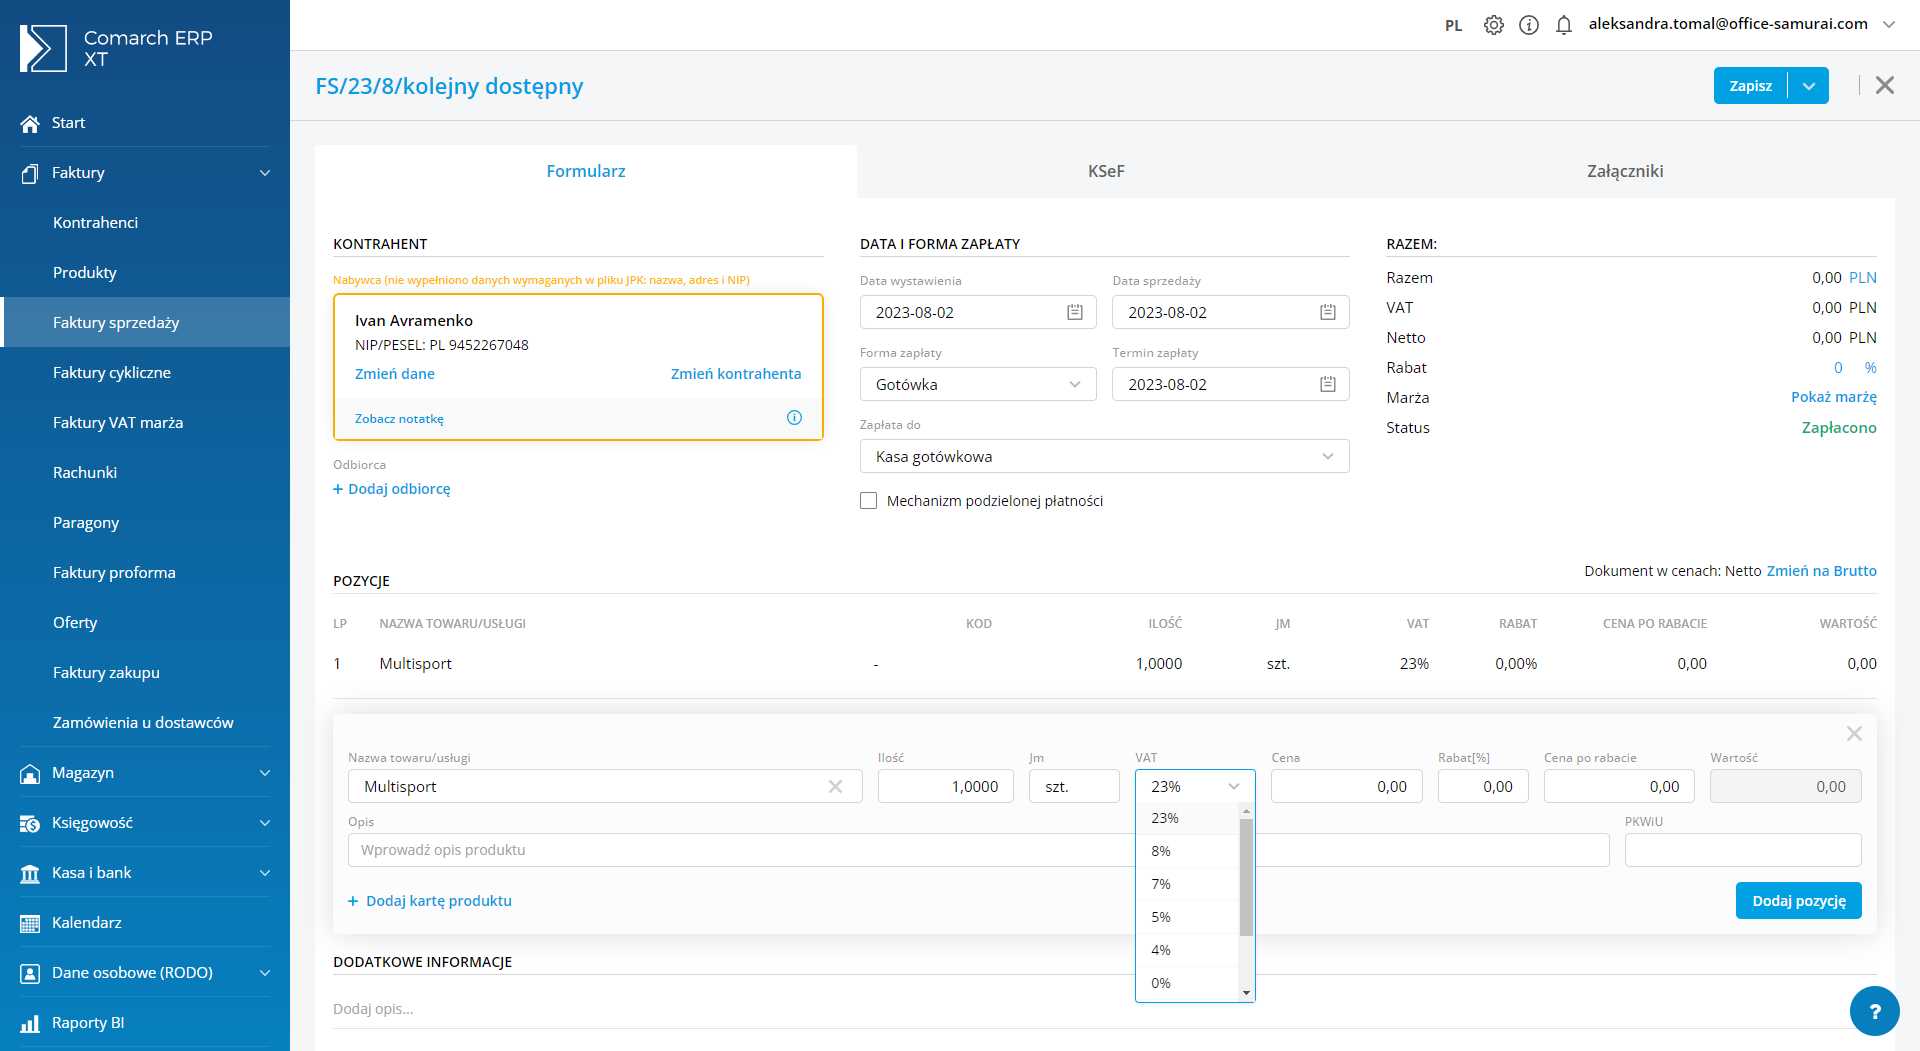 Comarch ERP
XT
Start
Faktury
Kontrahenci
Produkty
Faktury sprzedaży
Faktury cykliczne
Faktury VAT marża
Rachunki
Paragony
Faktury proforma
Oferty
Faktury zakupu
Zamówienia u dostawców
Magazyn
Księgowość
Kasa i bank
Kalendarz
Dane osobowe (RODO)
Raporty BI
PL aleksandra.tomal@office-samurai.com
FS/23/8/kolejny dostępny
Zapisz
Formularz KSeF Załączniki
KONTRAHENT
Nabywca (nie wypełniono danych wymaganych w pliku JPK: nazwa, adres i NIP)
Ivan Avramenko
NIP/PESEL: PL 9452267048
Zmień dane Zmień kontrahenta
Zobacz notatkę
Odbiorca
+ Dodaj odbiorcę
DATA I FORMA ZAPŁATY
Data wystawienia Data sprzedaży
2023-08-02 2023-08-02
Forma zapłaty Termin zapłaty
Gotówka 2023-08-02
Zapłata do
Kasa gotówkowa
Mechanizm podzielonej płatności
RAZEM:
Razem 0,00 PLN
VAT 0,00 PLN
Netto 0,00 PLN
Rabat 0 %
Marża Pokaż marżę
Status Zapłacono
POZYCJE
Dokument w cenach: Netto Zmień na Brutto
LP NAZWA TOWARU/USŁUGI KOD ILOŚĆ JM VAT RABAT CENA PO RABACIE WARTOŚĆ
1 Multisport - 1,0000 szt. 23% 0,00% 0,00 0,00
Nazwa towaru/usługi Ilość Jm VAT Cena Rabat[%] Cena po rabacie Wartość
Multisport 1,0000 szt. 23% 0,00 0,00 0,00 0,00
23%
8%
7%
5%
4%
0%
Opis PKWiU
Wprowadź opis produktu
+ Dodaj kartę produktu
Dodaj pozycję
DODATKOWE INFORMACJE
Dodaj opis...
?